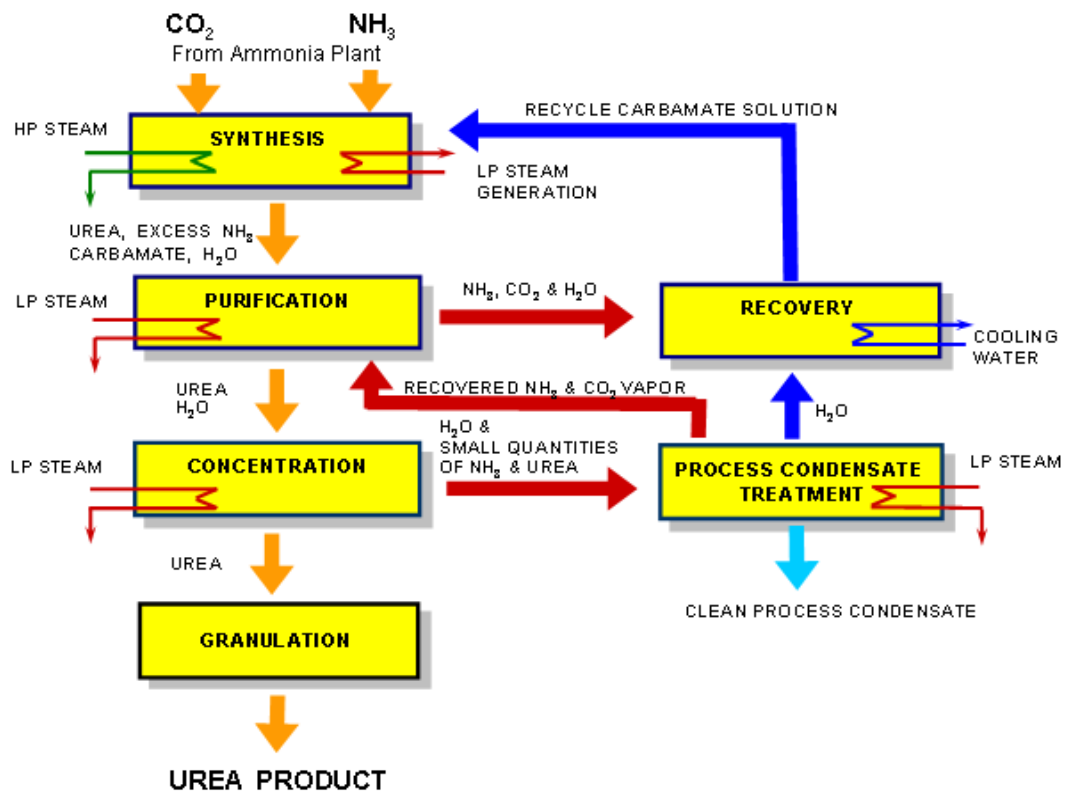 CO₂ NH₃
From Ammonia Plant
RECYCLE CARBAMATE SOLUTION
HP STEAM
SYNTHESIS
LP STEAM
GENERATION
UREA, EXCESS NH₃
CARBAMATE, H₂O
LP STEAM
PURIFICATION
NH₃, CO₂ & H₂O
RECOVERY
COOLING
WATER
UREA
H₂O
RECOVERED NH₃ & CO₂ VAPOR
H₂O
H₂O &
SMALL QUANTITIES
OF NH₃ & UREA
LP STEAM
CONCENTRATION
PROCESS CONDENSATE
TREATMENT
LP STEAM
UREA
CLEAN PROCESS CONDENSATE
GRANULATION
UREA PRODUCT